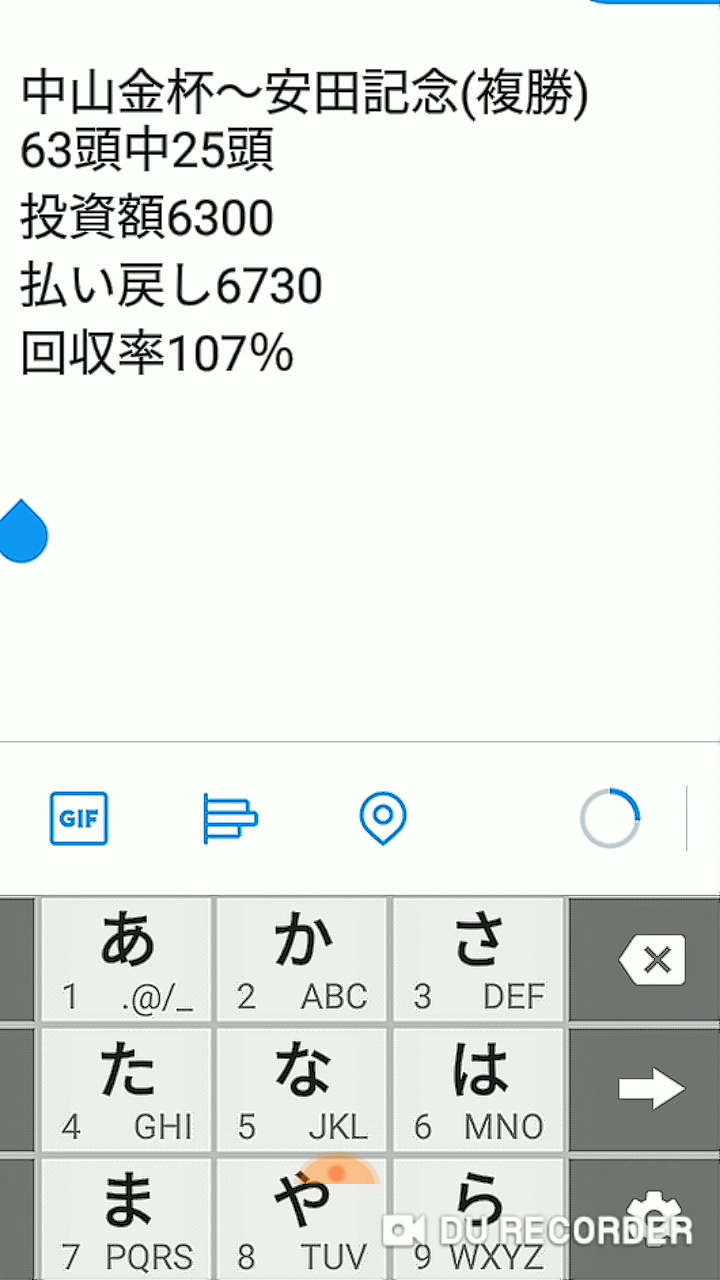 中山金杯〜安田記念(複勝)
63頭中25頭
投資額6300
払い戻し6730
回収率107%
GIF
あ か さ
1 .@/_ 2 ABC 3 DEF
た な は
4 GHI 5 JKL 6 MNO
ま や ら
7 PQRS 8 TUV 9 WXYZ
DU RECORDER